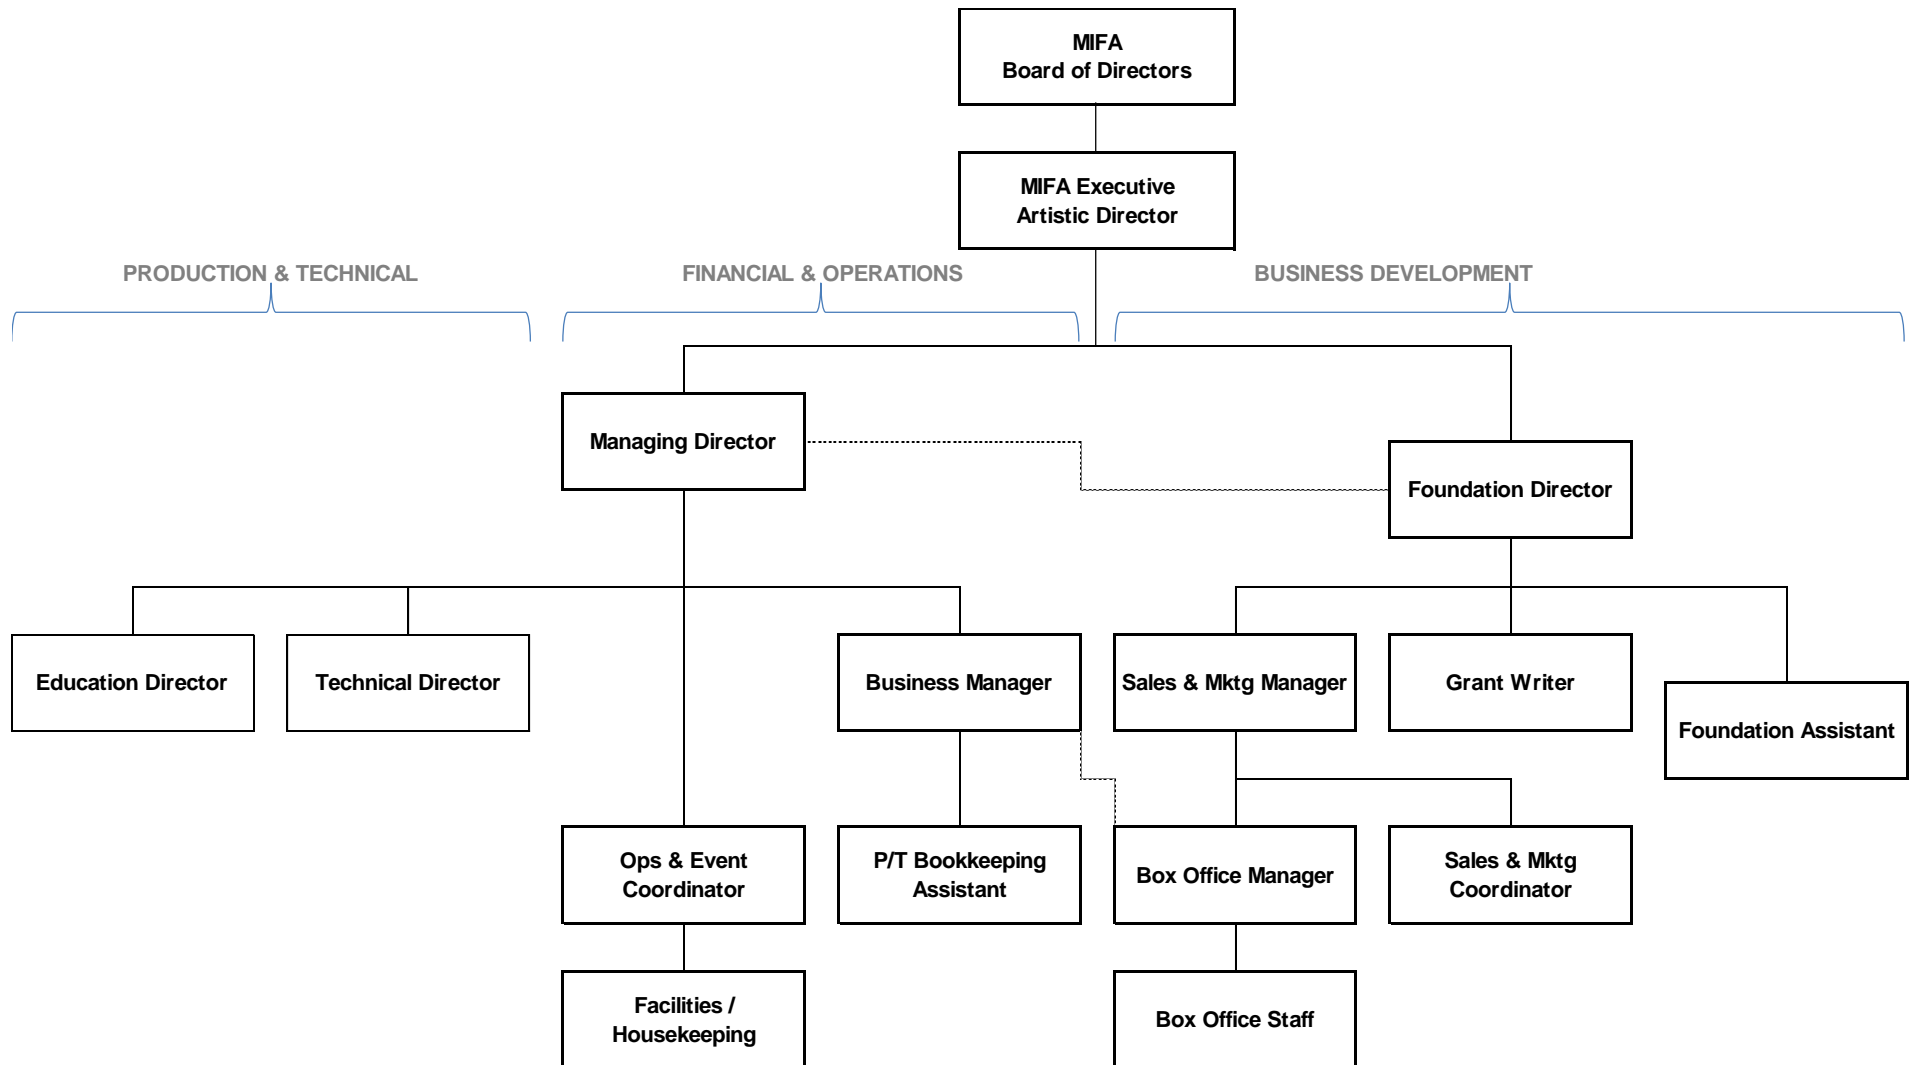 MIFA
Board of Directors
MIFA Executive
Artistic Director
PRODUCTION & TECHNICAL
FINANCIAL & OPERATIONS
BUSINESS DEVELOPMENT
Managing Director
Foundation Director
Education Director
Technical Director
Business Manager
Sales & Mktg Manager
Grant Writer
Foundation Assistant
Ops & Event
Coordinator
P/T Bookkeeping
Assistant
Box Office Manager
Sales & Mktg
Coordinator
Facilities /
Housekeeping
Box Office Staff